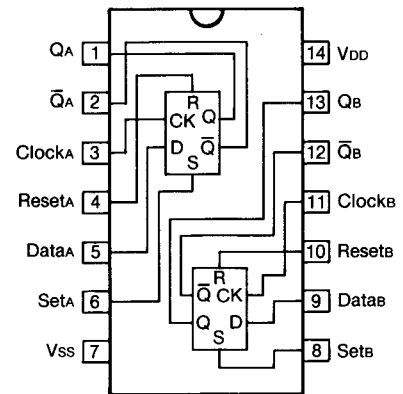 QA 1 14 VDD
Q̅A 2 13 QB
ClockA 3 12 Q̅B
ResetA 4 11 ClockB
DataA 5 10 ResetB
SetA 6 9 DataB
VSS 7 8 SetB
R
CK Q
D Q̅
S
R
Q̅ CK
Q D
S